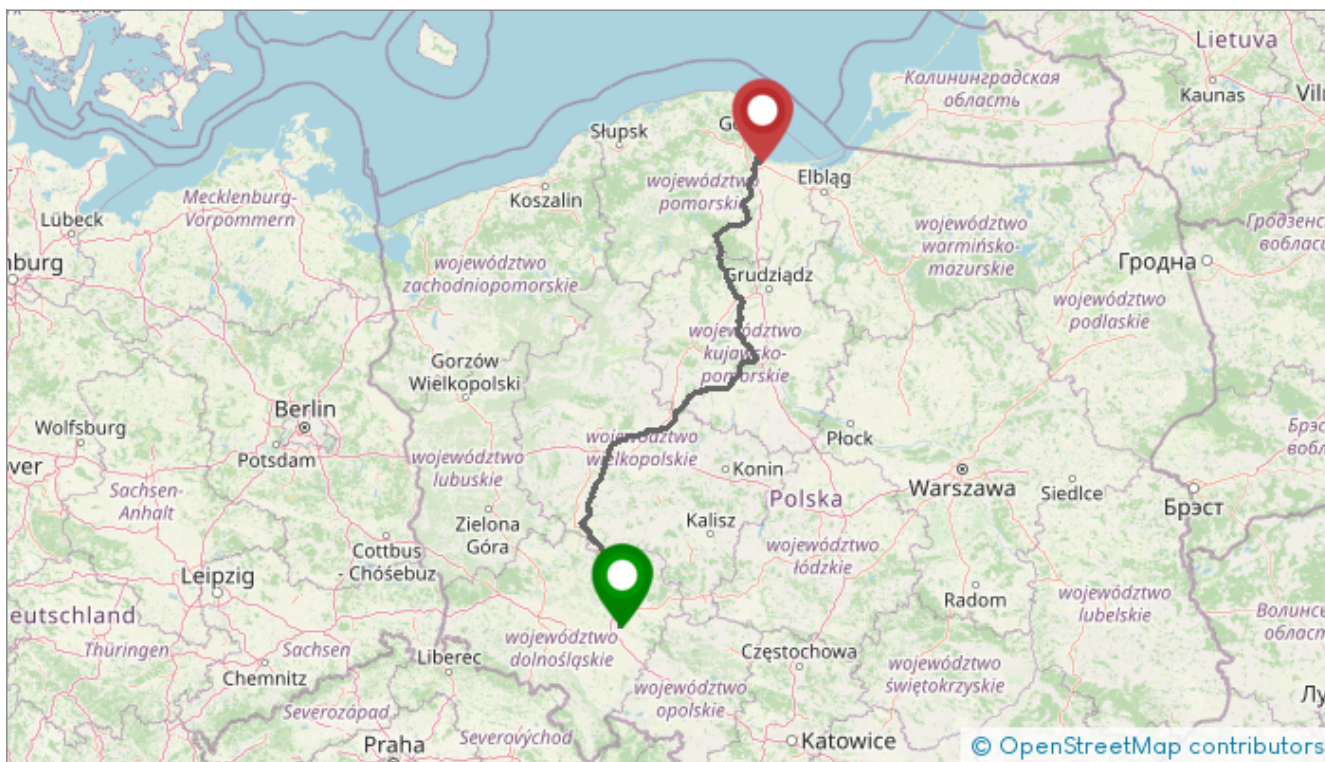 Lietuva
Калининградская
область
Kaunas
Słupsk
Elbląg
województwo
pomorskie
Koszalin
Mecklenburg-
Vorpommern
Lübeck
województwo
warmińsko-
mazurskie
województwo
zachodniopomorskie
Гродна
Grudziądz
województwo
podlaskie
województwo
kujawsko-
pomorskie
Gorzów
Wielkopolski
Berlin
Wolfsburg
Potsdam
Płock
województwo
wielkopolskie
województwo
lubuskie
Konin
Warszawa
Siedlce
Брэст
Sachsen-
Anhalt
Polska
Zielona
Góra
Kalisz
Cottbus
- Chóśebuz
województwo
łódzkie
Leipzig
Radom
województwo
lubelskie
eutschland
Thüringen
Sachsen
Liberec
województwo
dolnośląskie
Częstochowa
Chemnitz
województwo
świętokrzyskie
województwo
opolskie
Severozápad
Praha
Severovýchod
Katowice
© OpenStreetMap contributors